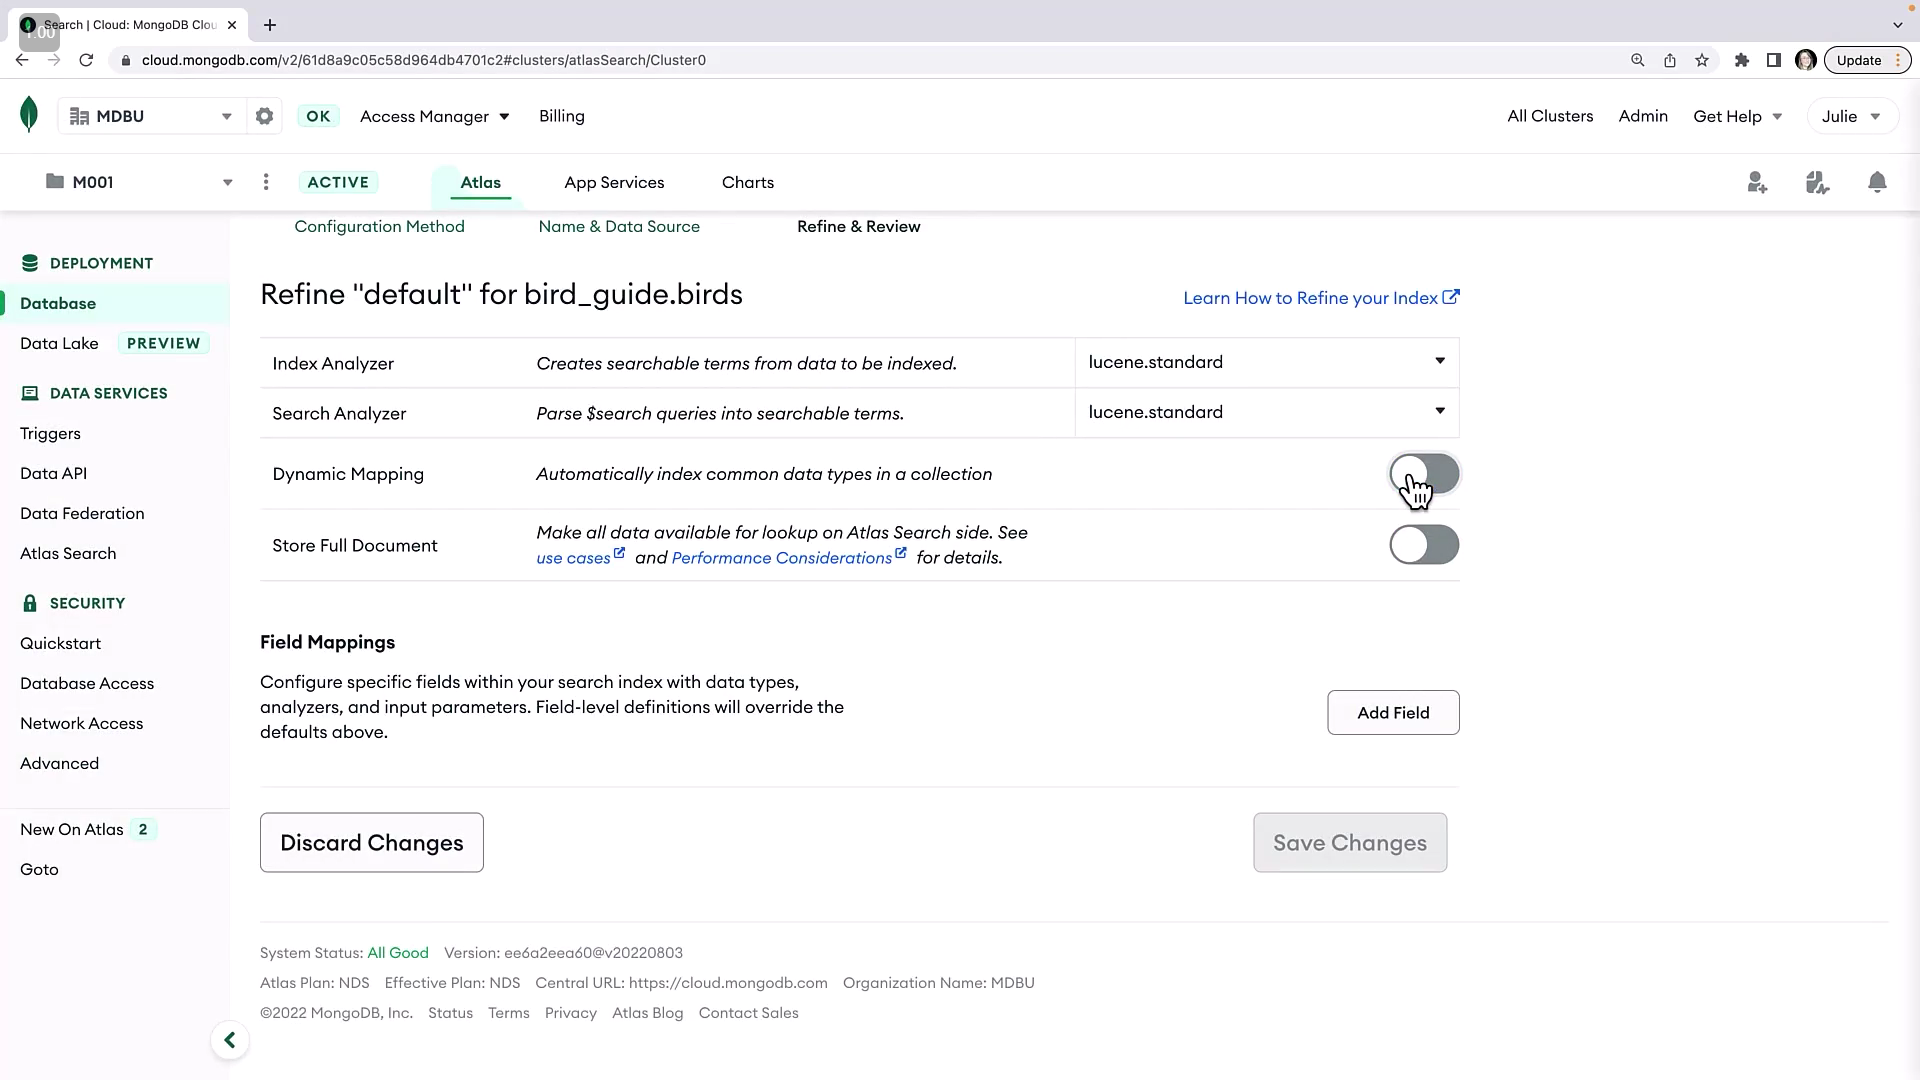 Search | Cloud: MongoDB Clou
1.00
cloud.mongodb.com/v2/61d8a9c05c58d964db4701c2#clusters/atlasSearch/Cluster0
Update
MDBU
OK
Access Manager
Billing
All Clusters
Admin
Get Help
Julie
M001
ACTIVE
Atlas
App Services
Charts
Configuration Method
Name & Data Source
Refine & Review
DEPLOYMENT
Database
Data Lake
PREVIEW
DATA SERVICES
Triggers
Data API
Data Federation
Atlas Search
SECURITY
Quickstart
Database Access
Network Access
Advanced
New On Atlas 2
Goto
Refine "default" for bird_guide.birds
Learn How to Refine your Index
Index Analyzer
Creates searchable terms from data to be indexed.
lucene.standard
Search Analyzer
Parse $search queries into searchable terms.
lucene.standard
Dynamic Mapping
Automatically index common data types in a collection
Store Full Document
Make all data available for lookup on Atlas Search side. See
use cases and Performance Considerations for details.
Field Mappings
Configure specific fields within your search index with data types,
analyzers, and input parameters. Field-level definitions will override the
defaults above.
Add Field
Discard Changes
Save Changes
System Status: All Good Version: ee6a2eea60@v20220803
Atlas Plan: NDS Effective Plan: NDS Central URL: https://cloud.mongodb.com Organization Name: MDBU
©2022 MongoDB, Inc. Status Terms Privacy Atlas Blog Contact Sales